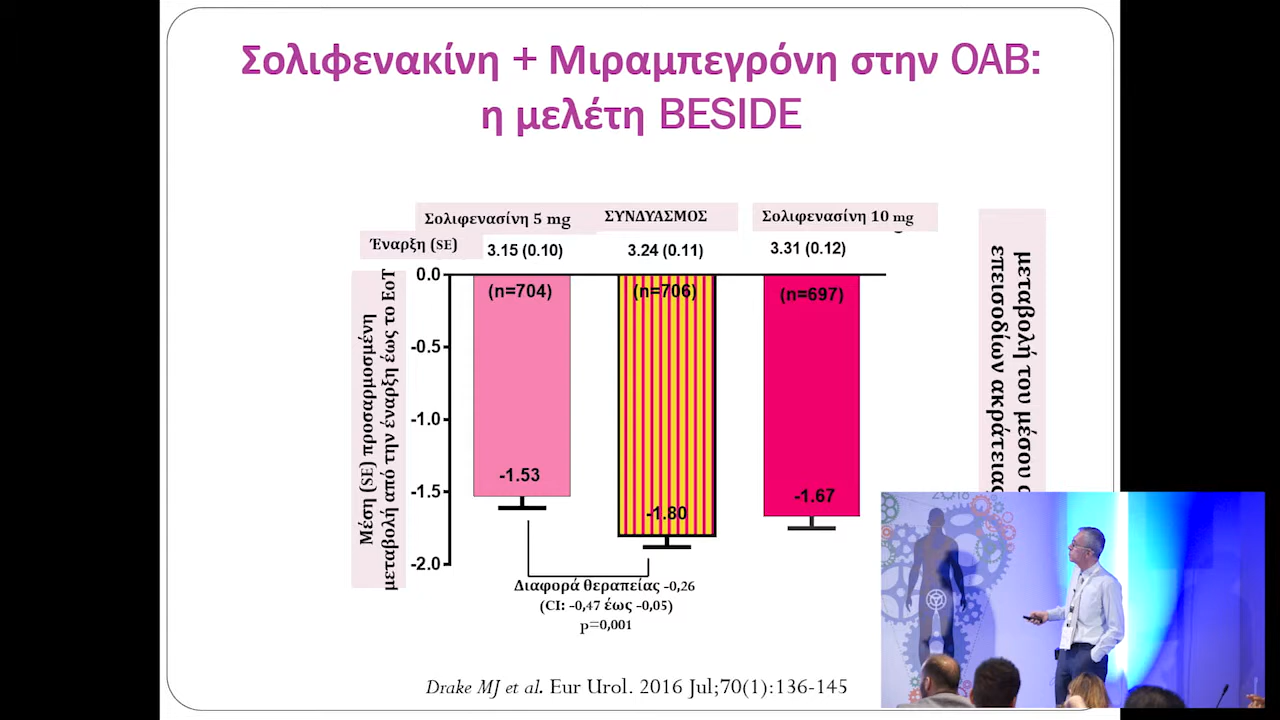 Σολιφενακίνη + Μιραμπεγρόνη στην OAB:
η μελέτη BESIDE
Σολιφενασίνη 5 mg
ΣΥΝΔΥΑΣΜΟΣ
Σολιφενασίνη 10 mg
Έναρξη (SE)
3.15 (0.10)
3.24 (0.11)
3.31 (0.12)
0.0
-0.5
-1.0
-1.5
-2.0
(n=704)
(n=706)
(n=697)
-1.53
-1.80
-1.67
Μέση (SE) προσαρμοσμένη
μεταβολή από την έναρξη έως το EoT
μεταβολή του μέσου
επεισοδίων ακράτειας
Διαφορά θεραπείας -0,26
(CI: -0,47 έως -0,05)
p=0,001
Drake MJ et al. Eur Urol. 2016 Jul;70(1):136-145